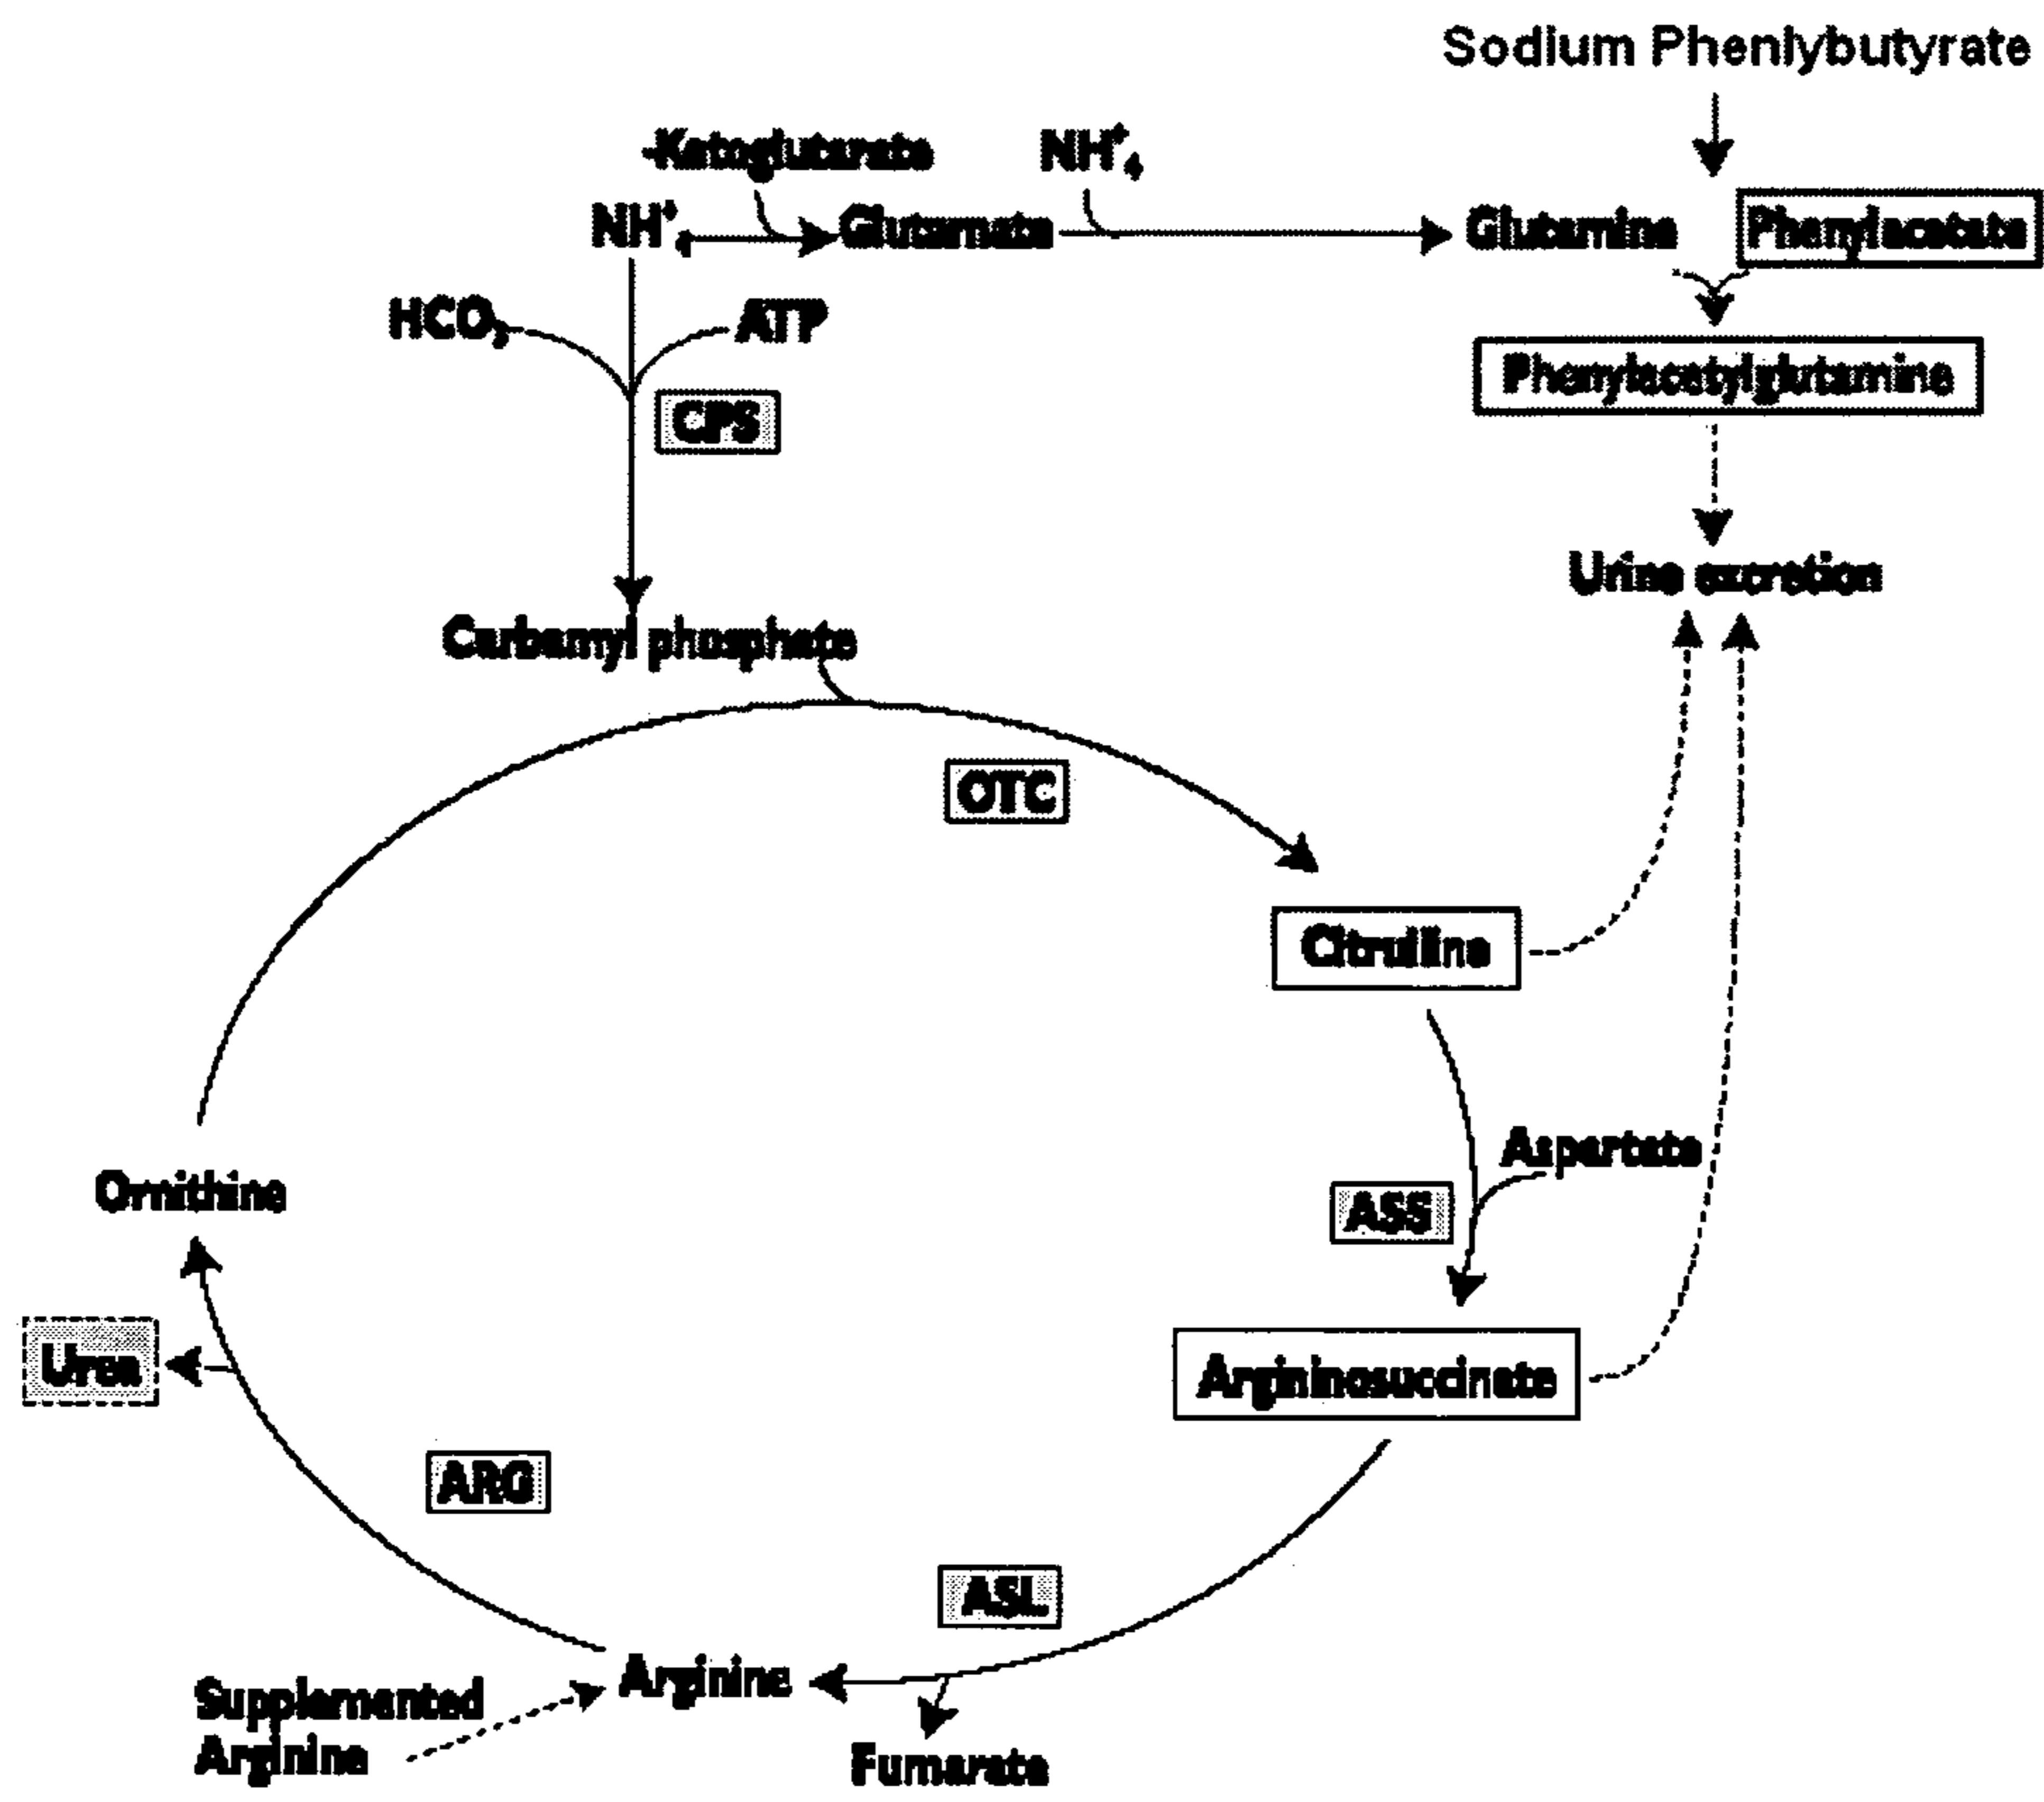 Sodium Phenlybutyrate
-Ketoglutarate
NH⁺₄
NH⁺₄
Glutamate
Glutamine
Phenylacetate
HCO₃
ATP
Phenylacetylglutamine
CPS
Urine excretion
Carbamyl phosphate
OTC
Citrulline
Aspartate
Ornithine
ASS
Urea
Argininosuccinate
ARG
ASL
Arginine
Supplemented
Arginine
Fumarate